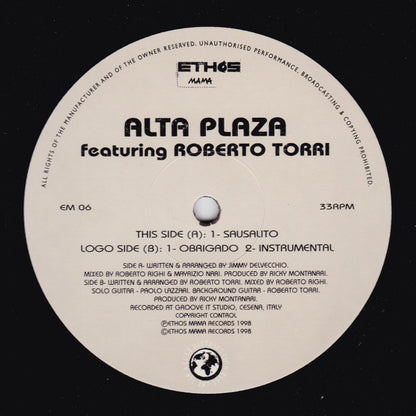 ALL RIGHTS OF THE MANUFACTURER AND OF THE OWNER RESERVED. UNAUTHORISED PERFORMANCE, BROADCASTING & COPYING PROHIBITED.
ETHOS
MAMA
ALTA PLAZA
featuring ROBERTO TORRI
EM 06
33RPM
THIS SIDE (A): 1- SAUSALITO
LOGO SIDE (B): 1- OBRIGADO 2- INSTRUMENTAL
SIDE A- WRITTEN & ARRANGED BY JIMMY DELVECCHIO.
MIXED BY ROBERTO RIGHI & MAYRIZIO NARI. PRODUCED BY RICKY MONTANARI.
SIDE B- WRITTEN & ARRANGED BY ROBERTO TORRI. MIXED BY ROBERTO RIGHI.
SOLO GUITAR - PAOLO LAZZARI. BACKGROUND GUITAR - ROBERTO TORRI.
PRODUCED BY RICKY MONTANARI.
RECORDED AT GROOVE IT STUDIO, CESENA, ITALY
COPYRIGHT CONTROL
℗ETHOS MAMA RECORDS 1998
©ETHOS MAMA RECORDS 1998